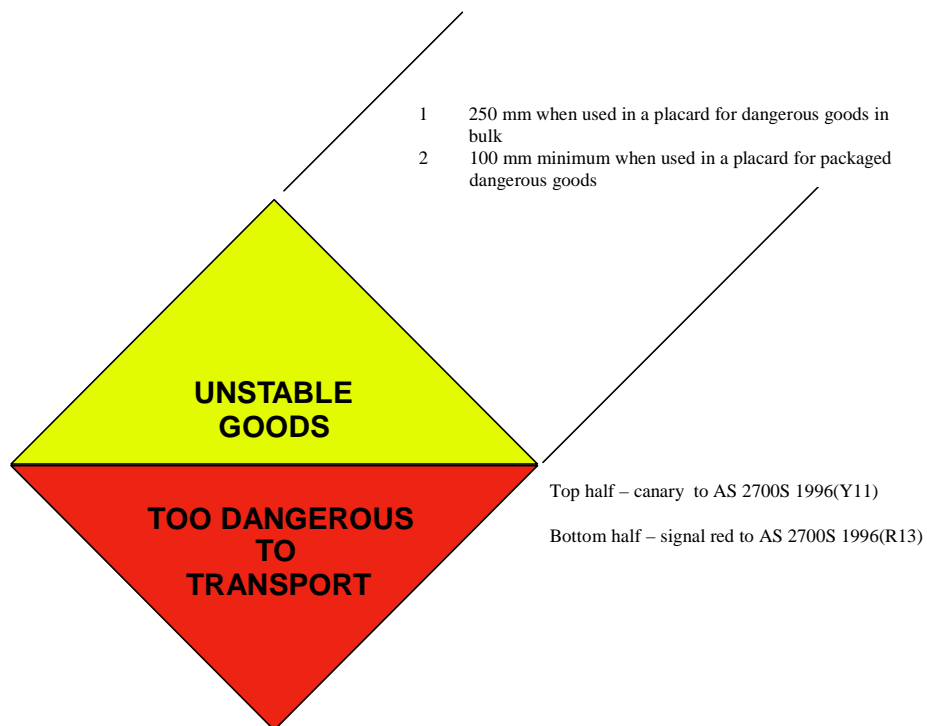 1 250 mm when used in a placard for dangerous goods in
bulk
2 100 mm minimum when used in a placard for packaged
dangerous goods
UNSTABLE
GOODS
Top half – canary  to AS 2700S 1996(Y11)
TOO DANGEROUS
TO
TRANSPORT
Bottom half – signal red to AS 2700S 1996(R13)